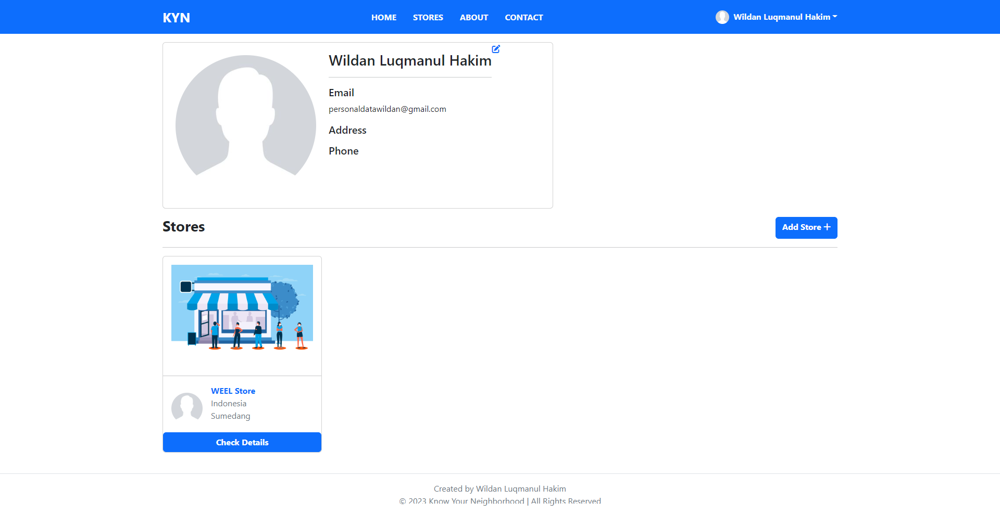 KYN
HOME STORES ABOUT CONTACT
Wildan Luqmanul Hakim
Wildan Luqmanul Hakim
Email
personaldatawildan@gmail.com
Address
Phone
Stores
Add Store
WEEL Store
Indonesia
Sumedang
Check Details
Created by Wildan Luqmanul Hakim
© 2023 Know Your Neighborhood | All Rights Reserved